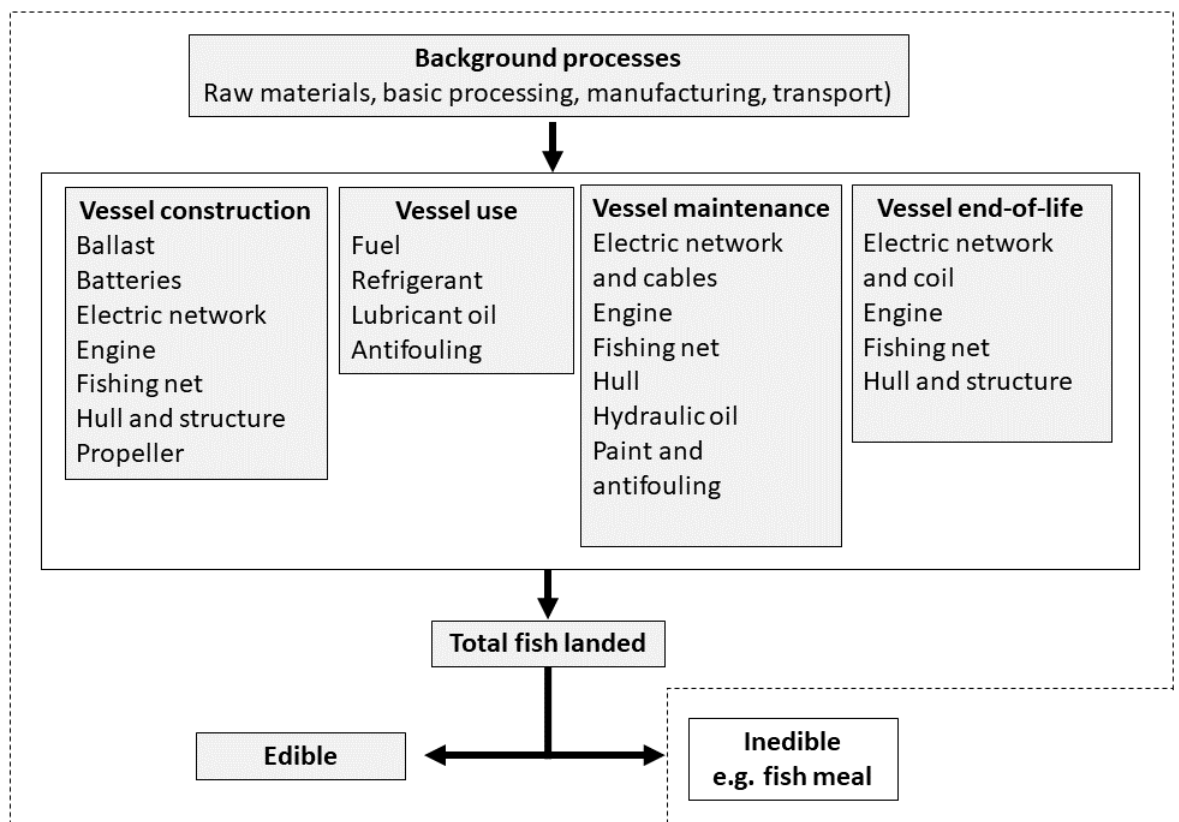 Background processes
Raw materials, basic processing, manufacturing, transport)
Vessel construction
Ballast
Batteries
Electric network
Engine
Fishing net
Hull and structure
Propeller
Vessel use
Fuel
Refrigerant
Lubricant oil
Antifouling
Vessel maintenance
Electric network
and cables
Engine
Fishing net
Hull
Hydraulic oil
Paint and
antifouling
Vessel end-of-life
Electric network
and coil
Engine
Fishing net
Hull and structure
Total fish landed
Edible
Inedible
e.g. fish meal